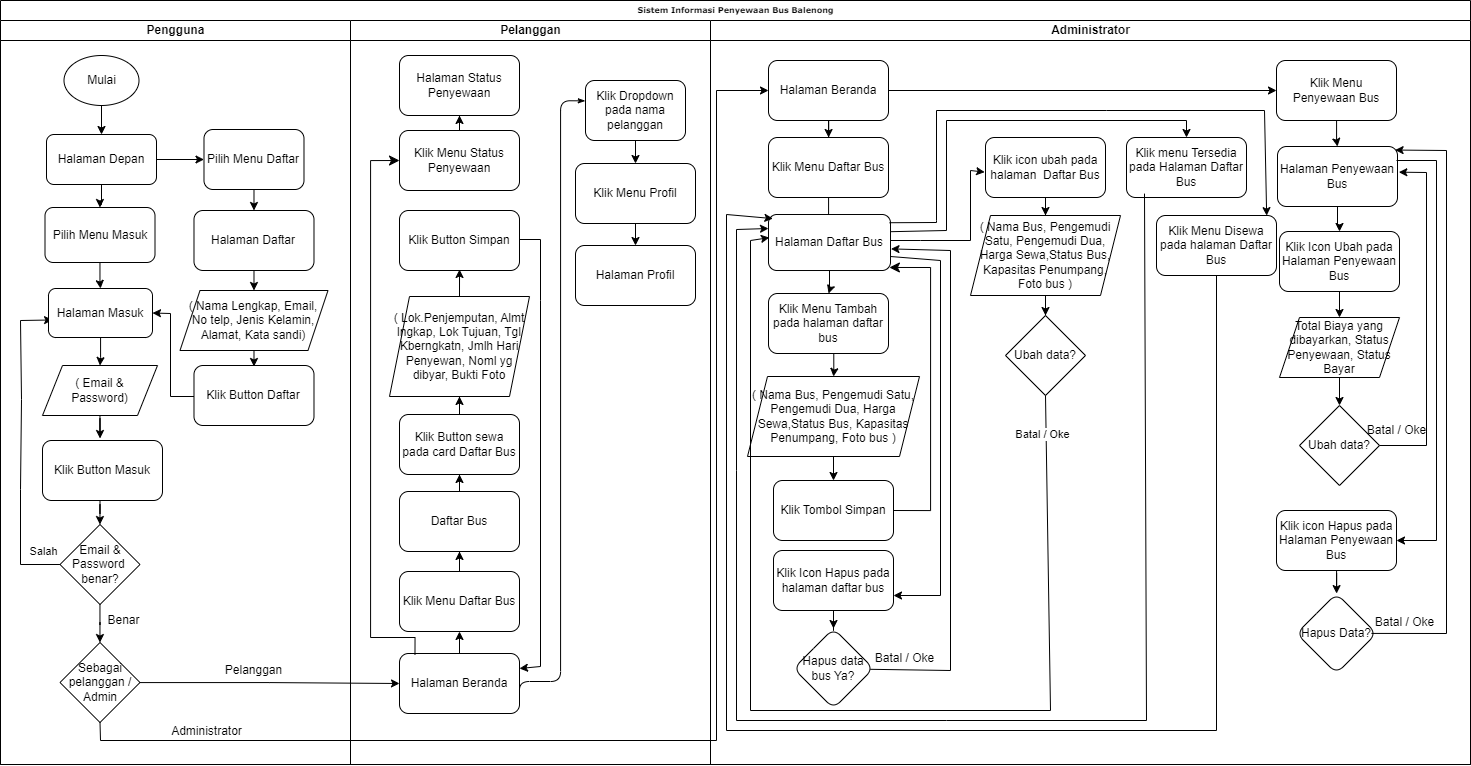 Sistem Informasi Penyewaan Bus Balenong
Pengguna
Pelanggan
Administrator
Mulai
Halaman Depan
Pilih Menu Daftar
Pilih Menu Masuk
Halaman Daftar
Halaman Masuk
( Nama Lengkap, Email,
No telp, Jenis Kelamin,
Alamat, Kata sandi)
( Email &
Password)
Klik Button Daftar
Klik Button Masuk
Salah
Email &
Password
benar?
Benar
Sebagai
pelanggan /
Admin
Pelanggan
Administrator
Halaman Status
Penyewaan
Klik Menu Status
Penyewaan
Klik Button Simpan
( Lok.Penjemputan, Almt
lngkap, Lok Tujuan, Tgl
Kberngkatn, Jmlh Hari
Penyewan, Noml yg
dibyar, Bukti Foto
Klik Button sewa
pada card Daftar Bus
Daftar Bus
Klik Menu Daftar Bus
Halaman Beranda
Klik Dropdown
pada nama
pelanggan
Klik Menu Profil
Halaman Profil
Halaman Beranda
Klik Menu Daftar Bus
Halaman Daftar Bus
Klik Menu Tambah
pada halaman daftar
bus
( Nama Bus, Pengemudi Satu,
Pengemudi Dua, Harga
Sewa,Status Bus, Kapasitas
Penumpang, Foto bus )
Klik Tombol Simpan
Klik Icon Hapus pada
halaman daftar bus
Hapus data
bus Ya?
Batal / Oke
Klik icon ubah pada
halaman  Daftar Bus
( Nama Bus, Pengemudi
Satu, Pengemudi Dua,
Harga Sewa,Status Bus,
Kapasitas Penumpang,
Foto bus )
Ubah data?
Batal / Oke
Klik menu Tersedia
pada Halaman Daftar
Bus
Klik Menu Disewa
pada halaman Daftar
Bus
Klik Menu
Penyewaan Bus
Halaman Penyewaan
Bus
Klik Icon Ubah pada
Halaman Penyewaan
Bus
Total Biaya yang
dibayarkan, Status
Penyewaan, Status
Bayar
Ubah data?
Batal / Oke
Klik icon Hapus pada
Halaman Penyewaan
Bus
Hapus Data?
Batal / Oke